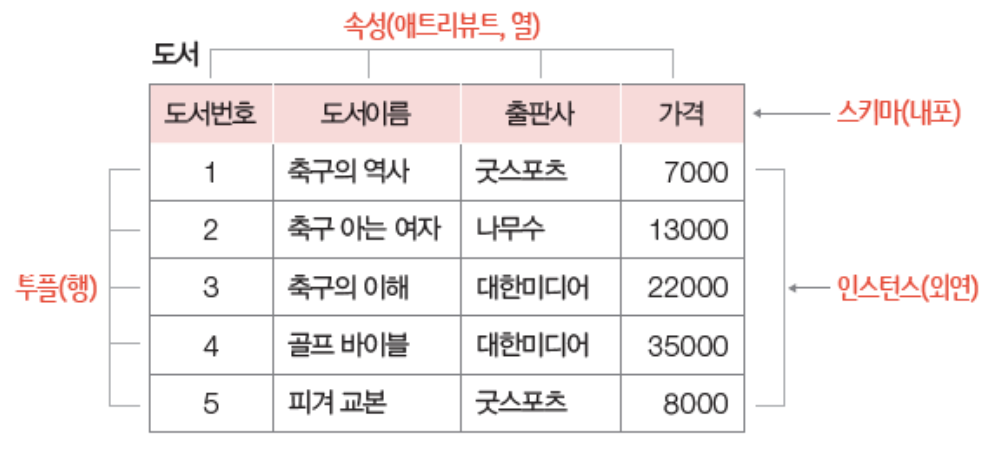 속성(애트리뷰트, 열)
도서
도서번호 도서이름 출판사 가격
스키마(내포)
1 축구의 역사 굿스포츠 7000
2 축구 아는 여자 나무수 13000
투플(행)
3 축구의 이해 대한미디어 22000
인스턴스(외연)
4 골프 바이블 대한미디어 35000
5 피겨 교본 굿스포츠 8000